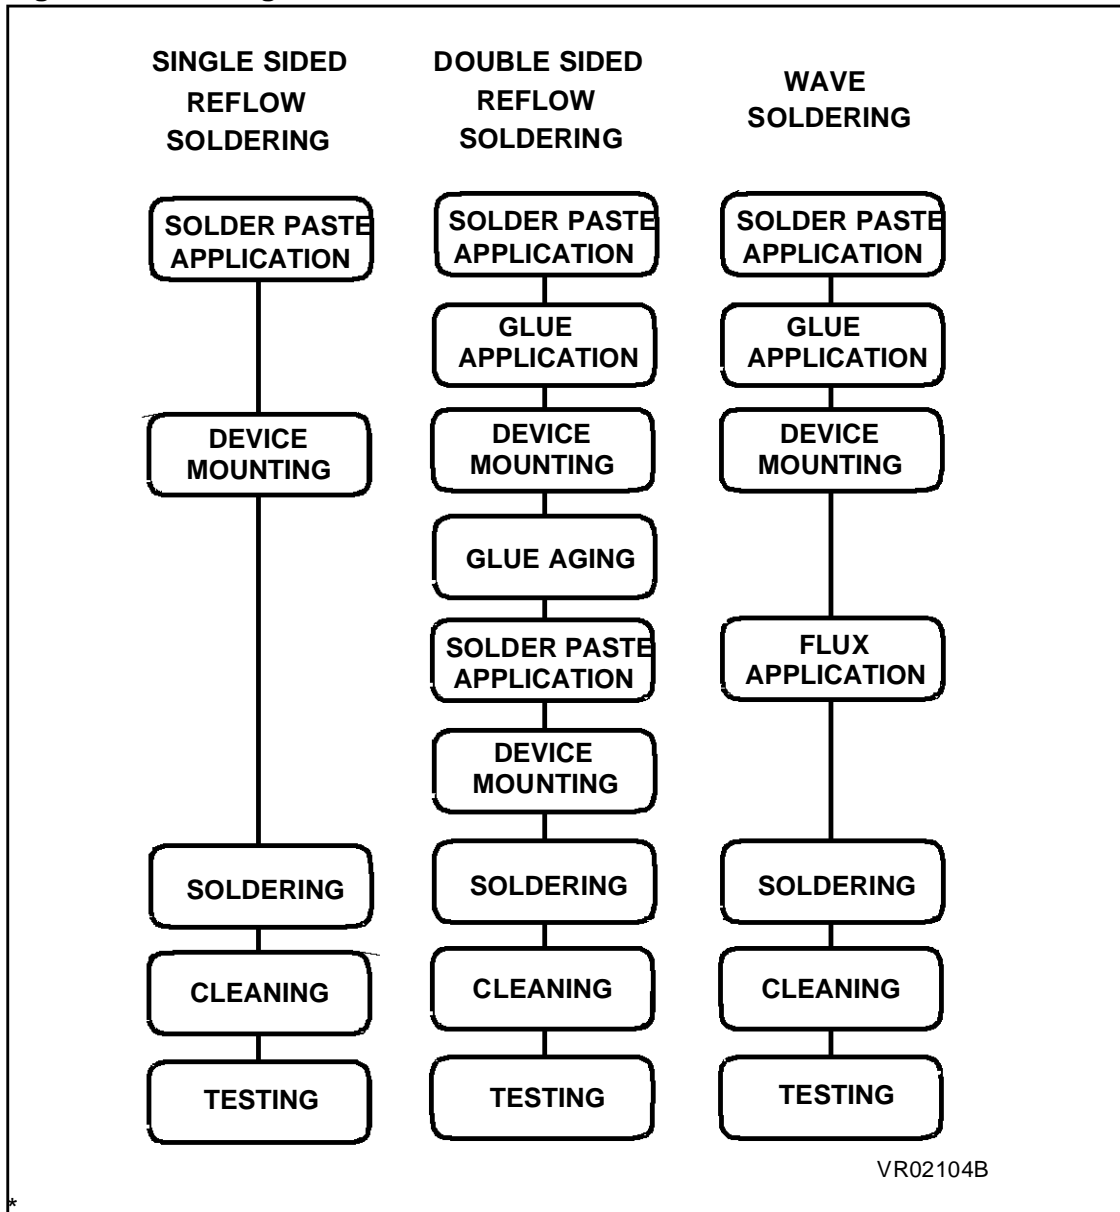 SINGLE SIDED
REFLOW
SOLDERING
SOLDER PASTE
APPLICATION
DEVICE
MOUNTING
SOLDERING
CLEANING
TESTING
DOUBLE SIDED
REFLOW
SOLDERING
SOLDER PASTE
APPLICATION
GLUE
APPLICATION
DEVICE
MOUNTING
GLUE AGING
SOLDER PASTE
APPLICATION
DEVICE
MOUNTING
SOLDERING
CLEANING
TESTING
WAVE
SOLDERING
SOLDER PASTE
APPLICATION
GLUE
APPLICATION
DEVICE
MOUNTING
FLUX
APPLICATION
SOLDERING
CLEANING
TESTING
VR02104B
*